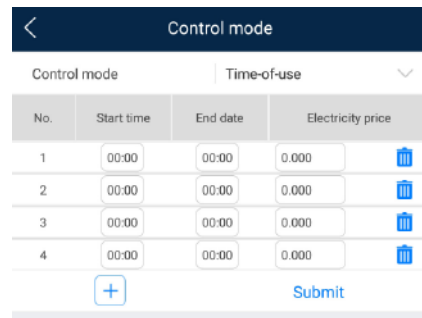 Control mode
Control mode Time-of-use
No. Start time End date Electricity price
1 00:00 00:00 0.000
2 00:00 00:00 0.000
3 00:00 00:00 0.000
4 00:00 00:00 0.000
+ Submit